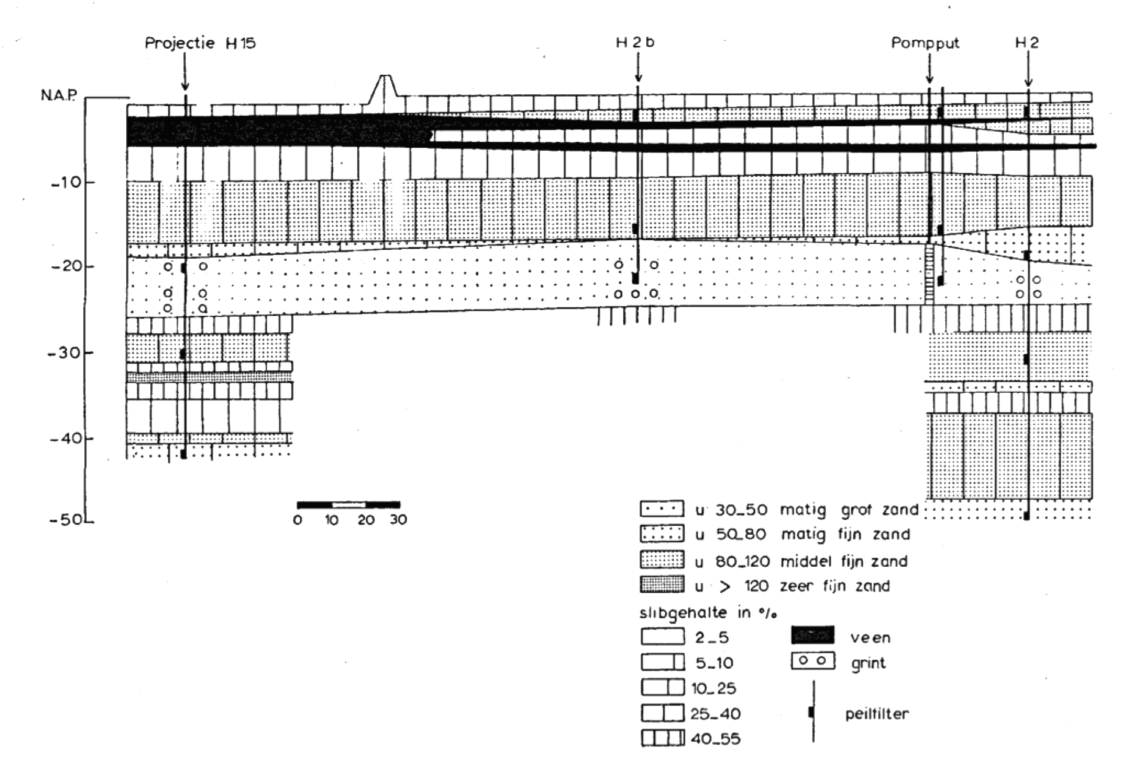 Projectie H15
H 2 b
Pompput
H 2
N.A.P.
-10
-20
-30
-40
-50
0 10 20 30
u 30_50 matig grof zand
u 50_80 matig fijn zand
u 80_120 middel fijn zand
u > 120 zeer fijn zand
slibgehalte in %
2_5
veen
5_10
grint
10_25
25_40
peilfilter
40_55